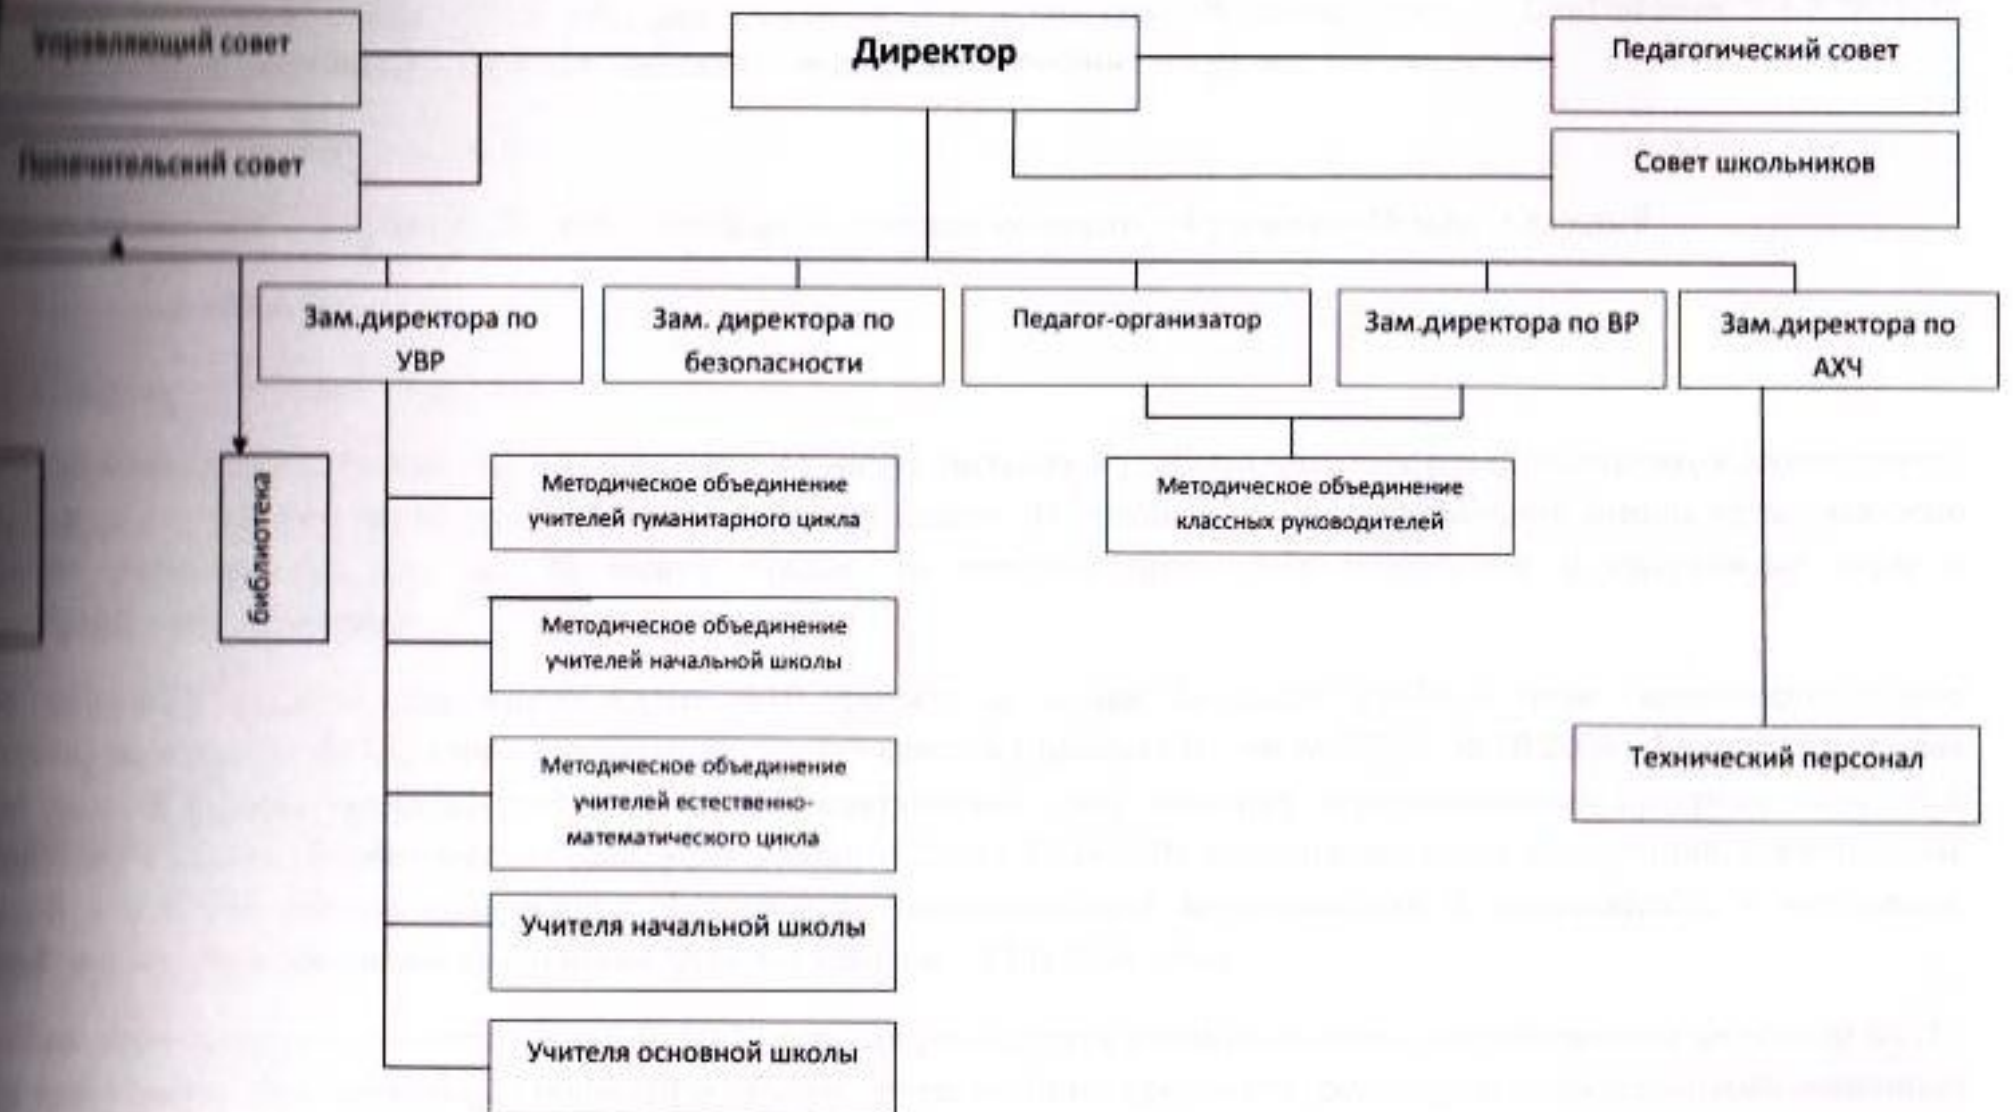 Управляющий совет
Директор
Педагогический совет
Попечительский совет
Совет школьников
Зам.директора по
УВР
Зам. директора по
безопасности
Педагог-организатор
Зам.директора по ВР
Зам.директора по
АХЧ
библиотека
Методическое объединение
учителей гуманитарного цикла
Методическое объединение
классных руководителей
Методическое объединение
учителей начальной школы
Методическое объединение
учителей естественно-
математического цикла
Технический персонал
Учителя начальной школы
Учителя основной школы